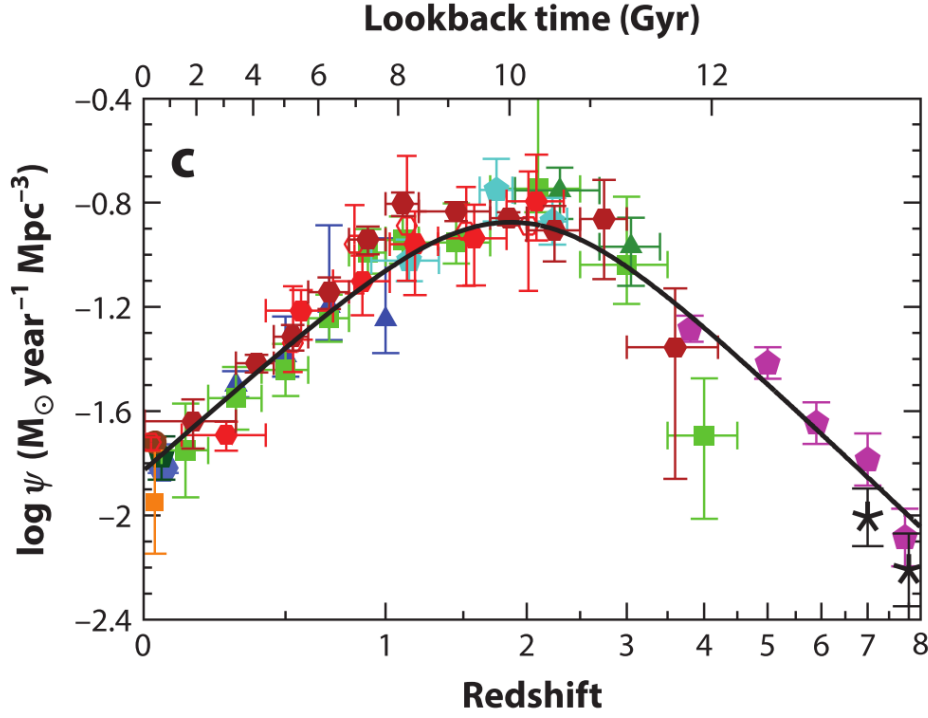 Lookback time (Gyr)
0 2 4 6 8 10 12
c
−0.4
−0.8
−1.2
−1.6
−2
−2.4
log ψ (M☉ year⁻¹ Mpc⁻³)
0 1 2 3 4 5 6 7 8
Redshift